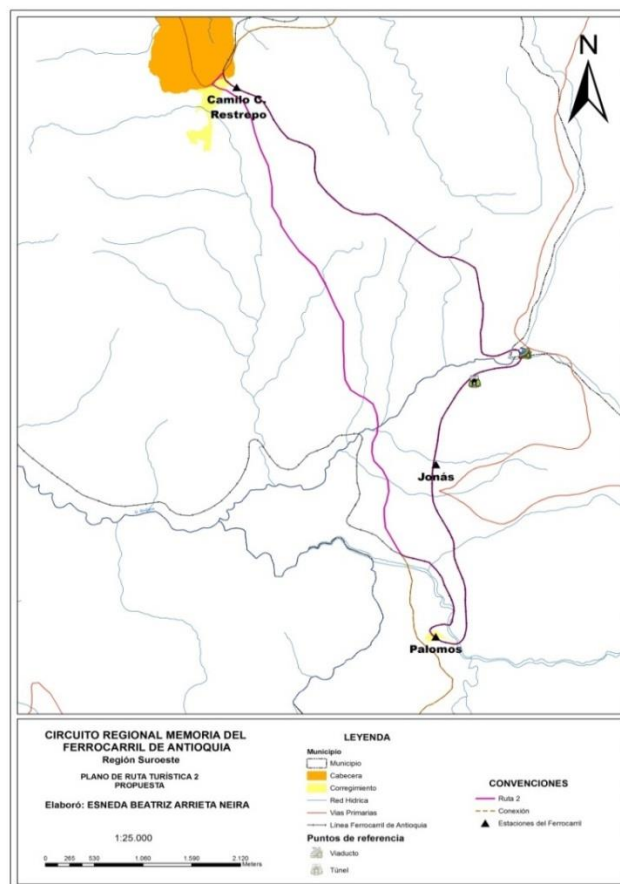 N
Camilo C.
Restrepo
Jonás
Palomos
CIRCUITO REGIONAL MEMORIA DEL
FERROCARRIL DE ANTIOQUIA
Región Suroeste
PLANO DE RUTA TURÍSTICA 2
PROPUESTA
Elaboró: ESNEDA BEATRIZ ARRIETA NEIRA
1:25.000
0 265 530 1.060 1.590 2.120
Meters
LEYENDA
Municipio
Municipio
Cabecera
Corregimiento
Red Hidrica
Vias Primarias
Línea Ferrocarril de Antioquia
Puntos de referencia
Viaducto
Túnel
CONVENCIONES
Ruta 2
Conexión
Estaciones del Ferrocarril